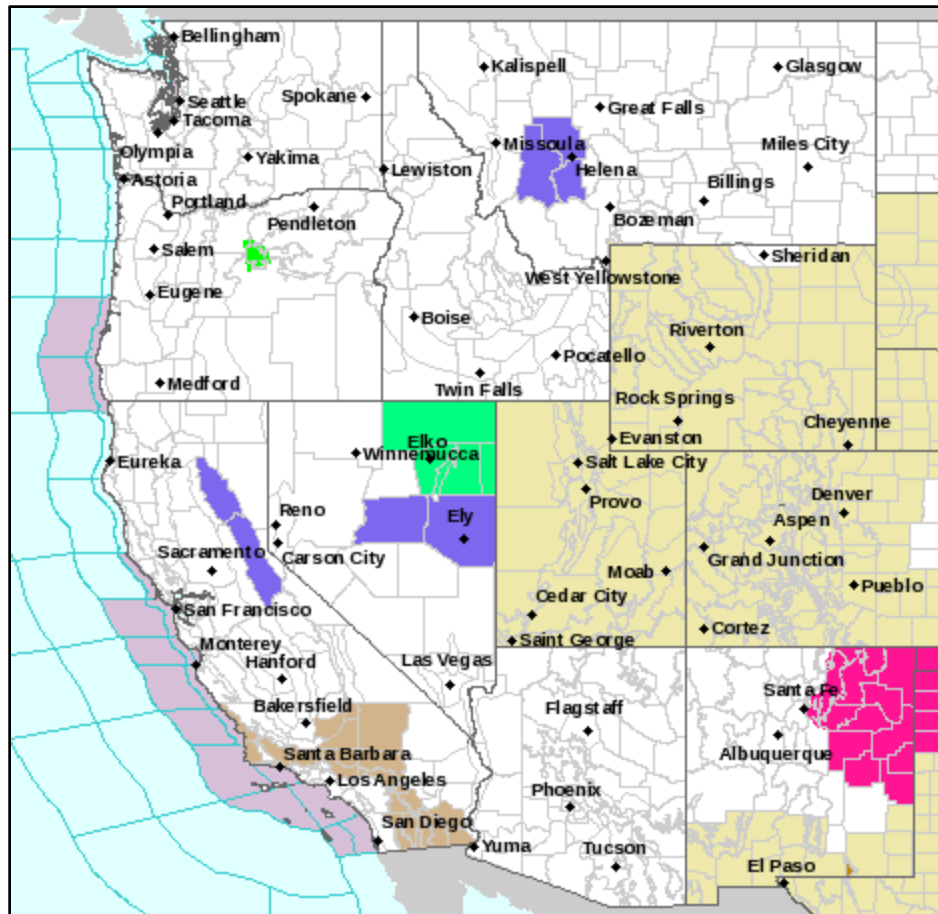 Bellingham
Kalispell
Glasgow
Spokane
Seattle
Great Falls
Tacoma
Missoula
Olympia
Yakima
Miles City
Lewiston
Helena
Astoria
Billings
Portland
Pendleton
Bozeman
Salem
Sheridan
West Yellowstone
Eugene
Boise
Riverton
Pocatello
Medford
Twin Falls
Rock Springs
Cheyenne
Elko
Evanston
Winnemucca
Eureka
Salt Lake City
Provo
Denver
Reno
Ely
Aspen
Sacramento
Carson City
Grand Junction
Moab
Pueblo
Cedar City
San Francisco
Cortez
Saint George
Monterey
Hanford
Las Vegas
Santa Fe
Bakersfield
Flagstaff
Albuquerque
Santa Barbara
Los Angeles
Phoenix
San Diego
Yuma
Tucson
El Paso